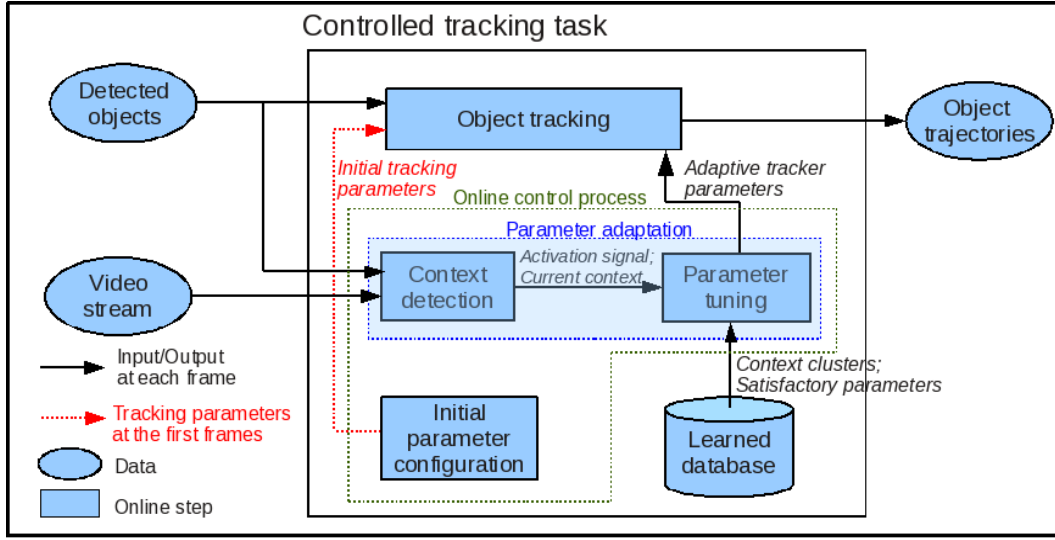 Controlled tracking task
Detected
objects
Object tracking
Object
trajectories
Initial tracking
parameters
Adaptive tracker
parameters
Online control process
Parameter adaptation
Video
stream
Context
detection
Activation signal;
Current context
Parameter
tuning
Input/Output
at each frame
Context clusters;
Satisfactory parameters
Tracking parameters
at the first frames
Initial
parameter
configuration
Learned
database
Data
Online step